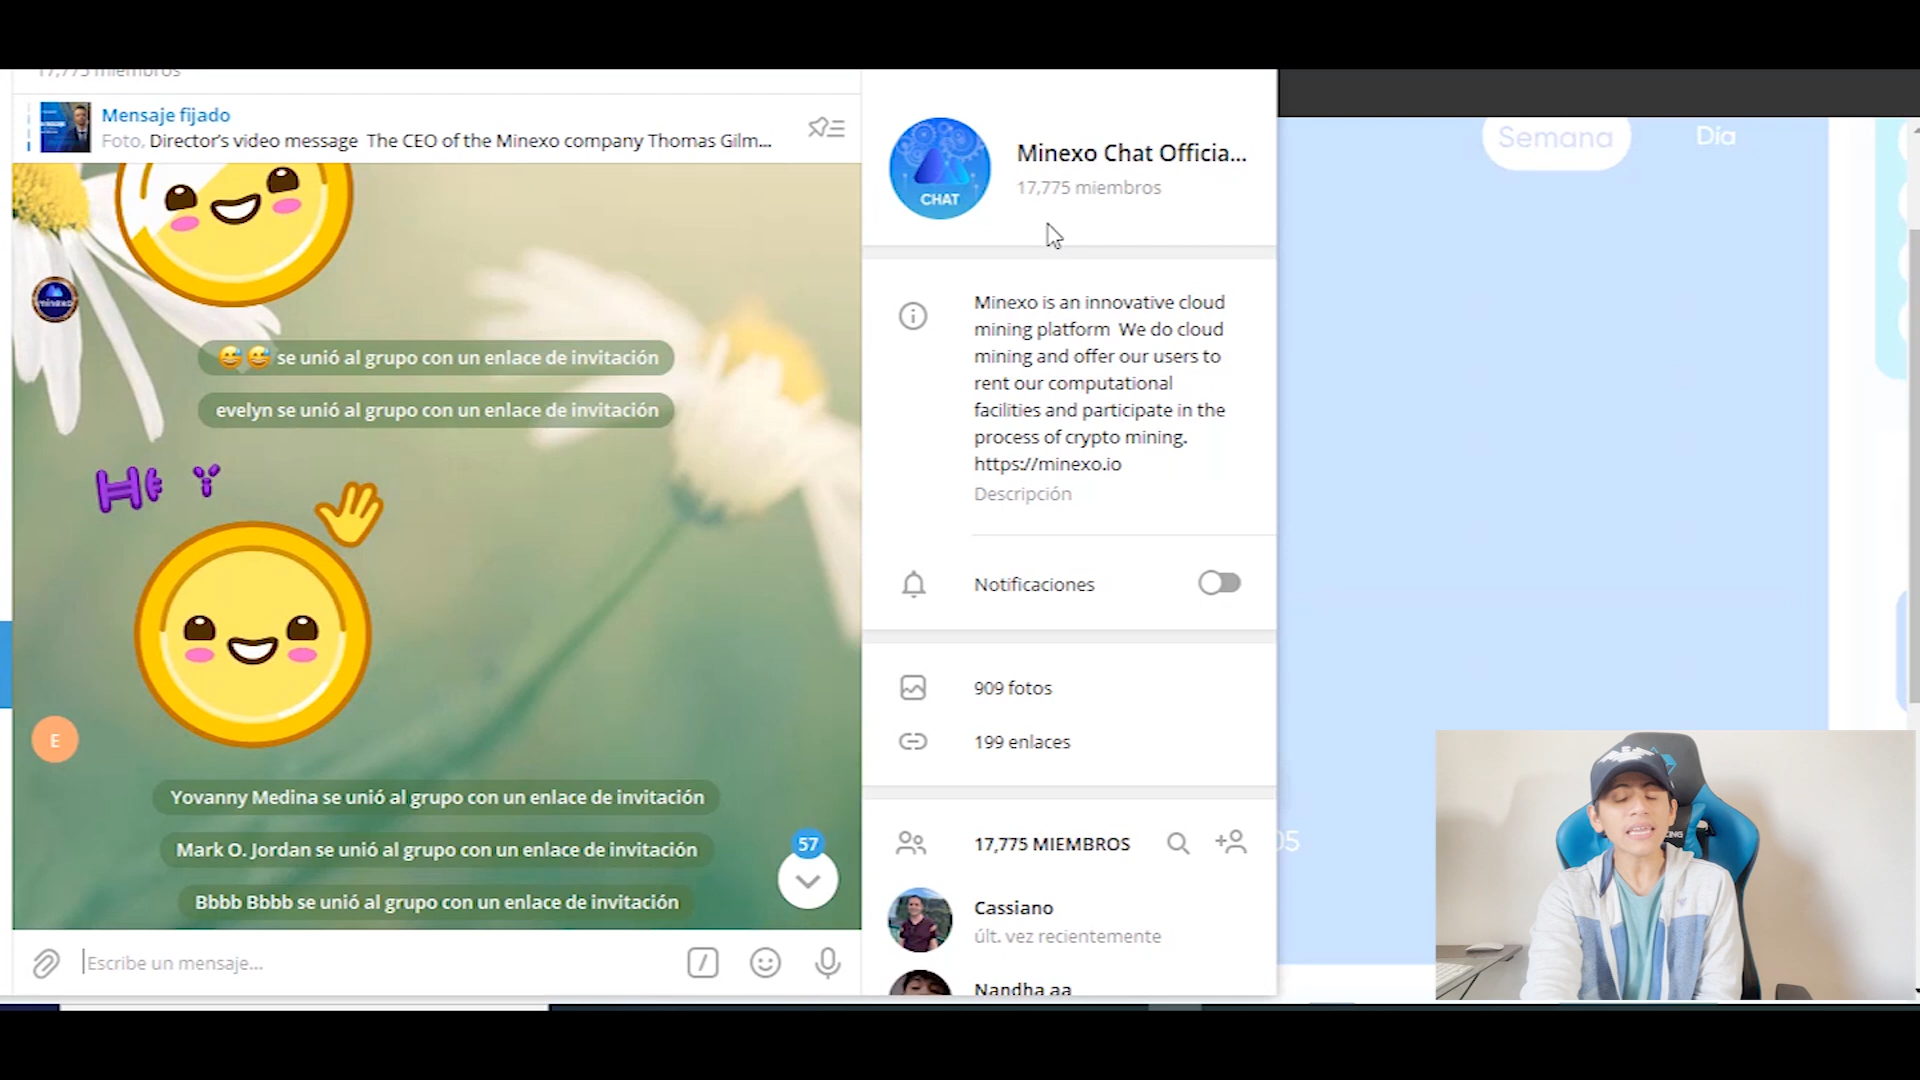 17,775 miembros
Mensaje fijado
Foto, Director's video message The CEO of the Minexo company Thomas Gilm...
😅😅 se unió al grupo con un enlace de invitación
evelyn se unió al grupo con un enlace de invitación
minexo
HEY
E
Yovanny Medina se unió al grupo con un enlace de invitación
Mark O. Jordan se unió al grupo con un enlace de invitación
Bbbb Bbbb se unió al grupo con un enlace de invitación
57
Escribe un mensaje...
CHAT
Minexo Chat Officia...
17,775 miembros
Minexo is an innovative cloud
mining platform We do cloud
mining and offer our users to
rent our computational
facilities and participate in the
process of crypto mining.
https://minexo.io
Descripción
Notificaciones
909 fotos
199 enlaces
17,775 MIEMBROS
Cassiano
últ. vez recientemente
Nandha aa
Semana
Día
05